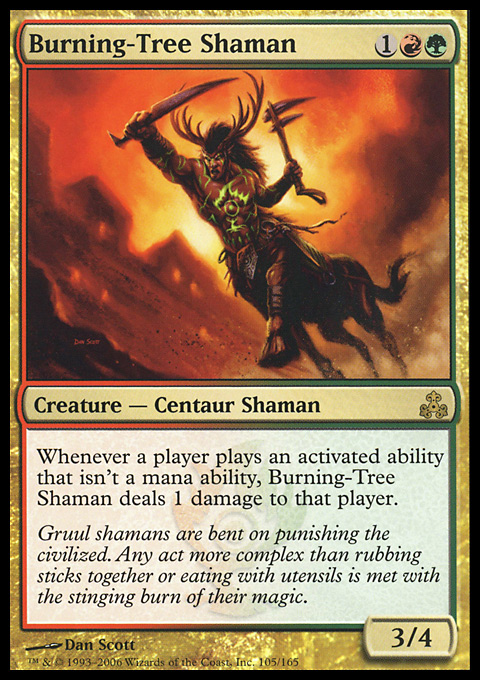 Burning-Tree Shaman 1
DAN SCOTT
Creature — Centaur Shaman
Whenever a player plays an activated ability
that isn't a mana ability, Burning-Tree
Shaman deals 1 damage to that player.
Gruul shamans are bent on punishing the
civilized. Any act more complex than rubbing
sticks together or eating with utensils is met with
the stinging burn of their magic.
Dan Scott
3/4
™ & © 1993–2006 Wizards of the Coast, Inc. 105/165